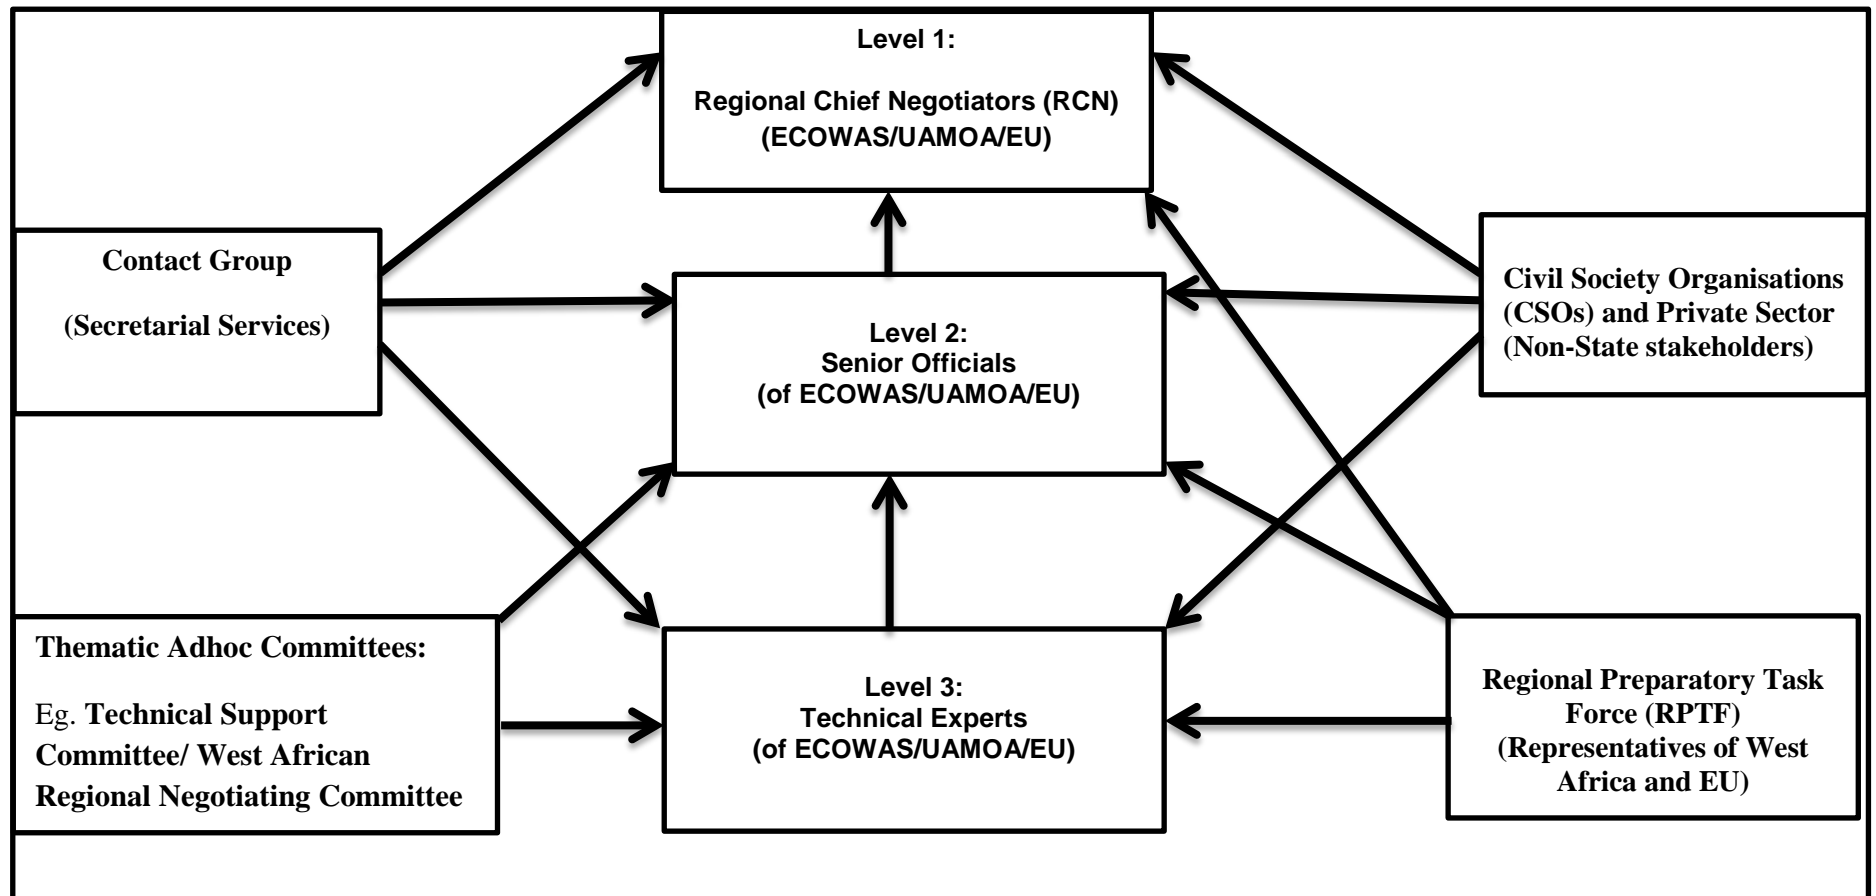 Level 1:
Regional Chief Negotiators (RCN)
(ECOWAS/UAMOA/EU)
Contact Group
(Secretarial Services)
Civil Society Organisations
(CSOs) and Private Sector
(Non-State stakeholders)
Level 2:
Senior Officials
(of ECOWAS/UAMOA/EU)
Thematic Adhoc Committees:
Eg. Technical Support
Committee/ West African
Regional Negotiating Committee
Level 3:
Technical Experts
(of ECOWAS/UAMOA/EU)
Regional Preparatory Task
Force (RPTF)
(Representatives of West
Africa and EU)